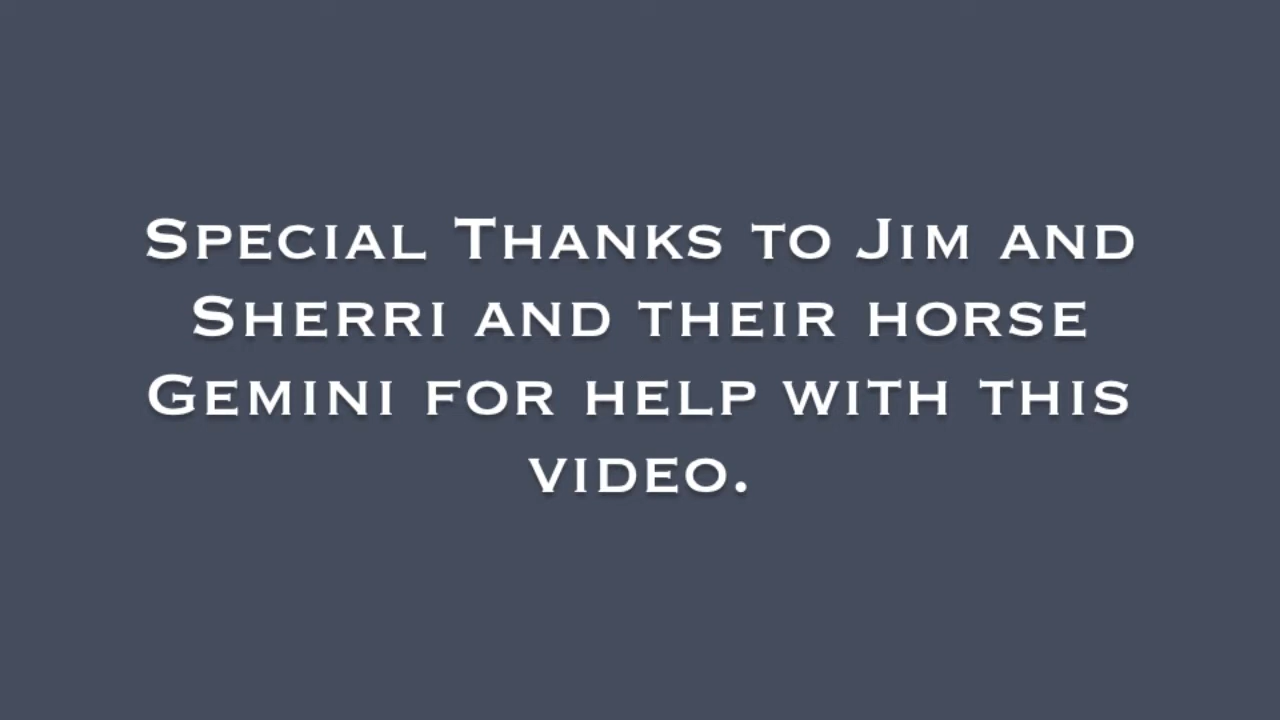 Special Thanks to Jim and
Sherri and their horse
Gemini for help with this
video.